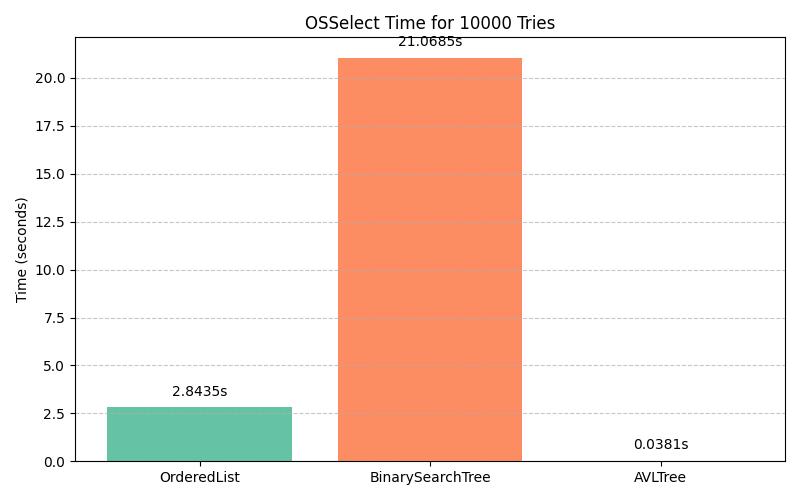 OSSelect Time for 10000 Tries
21.0685s
20.0
17.5
15.0
12.5
10.0
7.5
5.0
2.5
0.0
Time (seconds)
2.8435s
0.0381s
OrderedList
BinarySearchTree
AVLTree